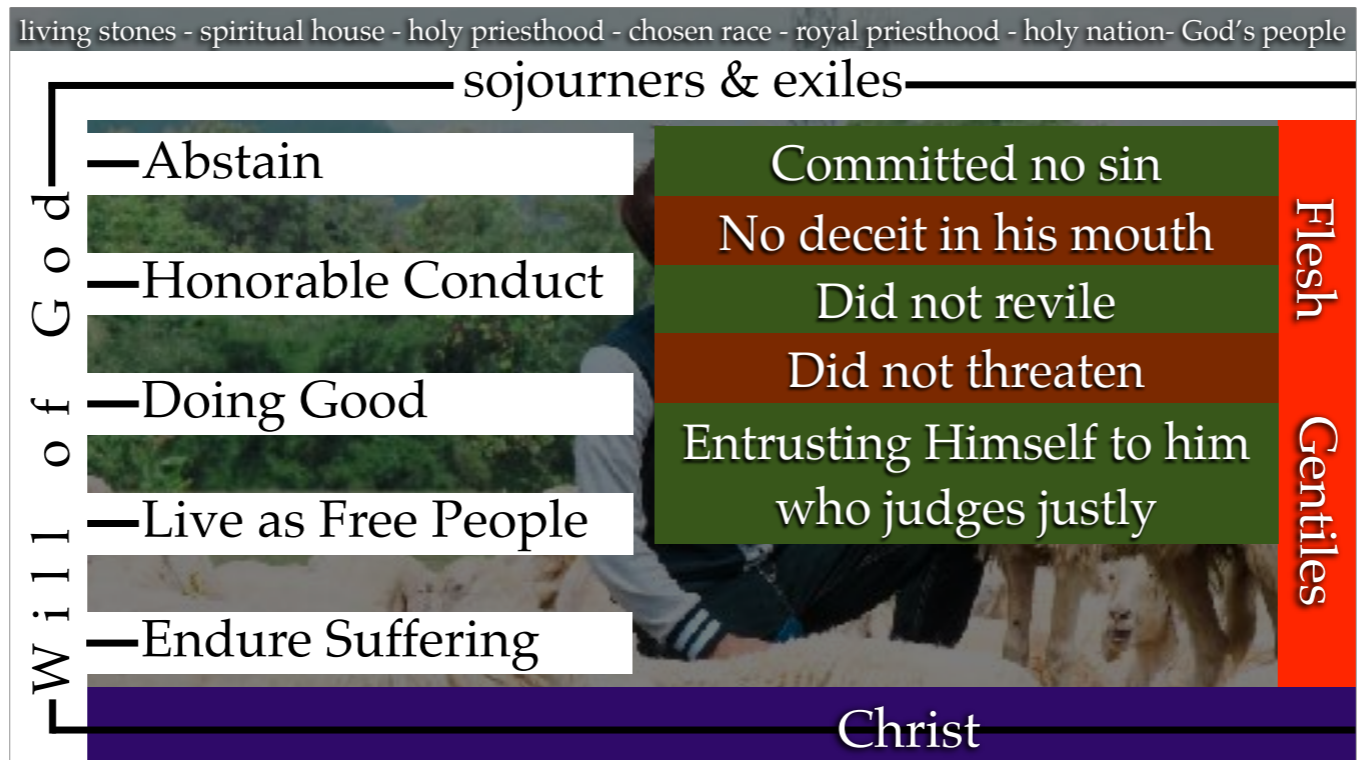 living stones - spiritual house - holy priesthood - chosen race - royal priesthood - holy nation- God's people
sojourners & exiles
Will of God
Abstain
Honorable Conduct
Doing Good
Live as Free People
Endure Suffering
Committed no sin
No deceit in his mouth
Did not revile
Did not threaten
Entrusting Himself to him
who judges justly
Flesh
Gentiles
Christ